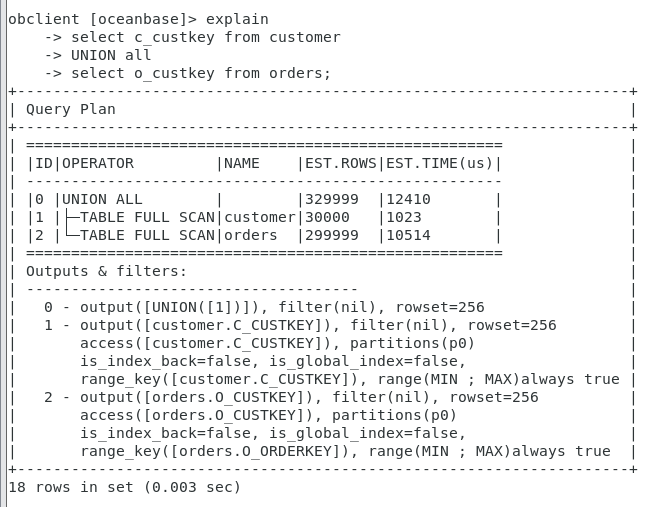 obclient [oceanbase]> explain
    -> select c_custkey from customer
    -> UNION all
    -> select o_custkey from orders;
+--------------------------------------------------------------------+
| Query Plan                                                         |
+--------------------------------------------------------------------+
| =====================================================              |
| |ID|OPERATOR         |NAME    |EST.ROWS|EST.TIME(us)|              |
| -----------------------------------------------------              |
| |0 |UNION ALL        |        |329999  |12410       |              |
| |1 |├─TABLE FULL SCAN|customer|30000   |1023        |              |
| |2 |└─TABLE FULL SCAN|orders  |299999  |10514       |              |
| =====================================================              |
| Outputs & filters:                                                 |
| -------------------------------------                              |
|   0 - output([UNION([1])]), filter(nil), rowset=256                |
|   1 - output([customer.C_CUSTKEY]), filter(nil), rowset=256        |
|       access([customer.C_CUSTKEY]), partitions(p0)                 |
|       is_index_back=false, is_global_index=false,                  |
|       range_key([customer.C_CUSTKEY]), range(MIN ; MAX)always true |
|   2 - output([orders.O_CUSTKEY]), filter(nil), rowset=256          |
|       access([orders.O_CUSTKEY]), partitions(p0)                   |
|       is_index_back=false, is_global_index=false,                  |
|       range_key([orders.O_ORDERKEY]), range(MIN ; MAX)always true  |
+--------------------------------------------------------------------+
18 rows in set (0.003 sec)